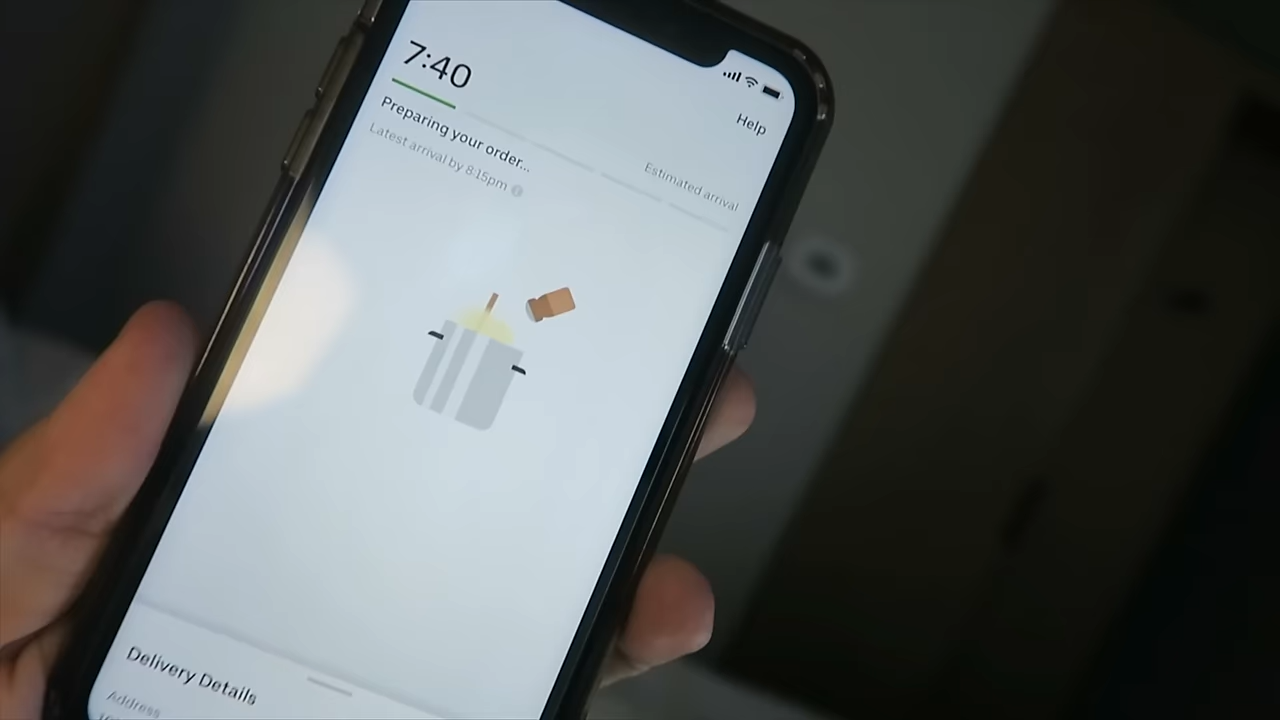 7:40
Help
Preparing your order...
Estimated arrival
Latest arrival by 8:15pm
Delivery Details
Address